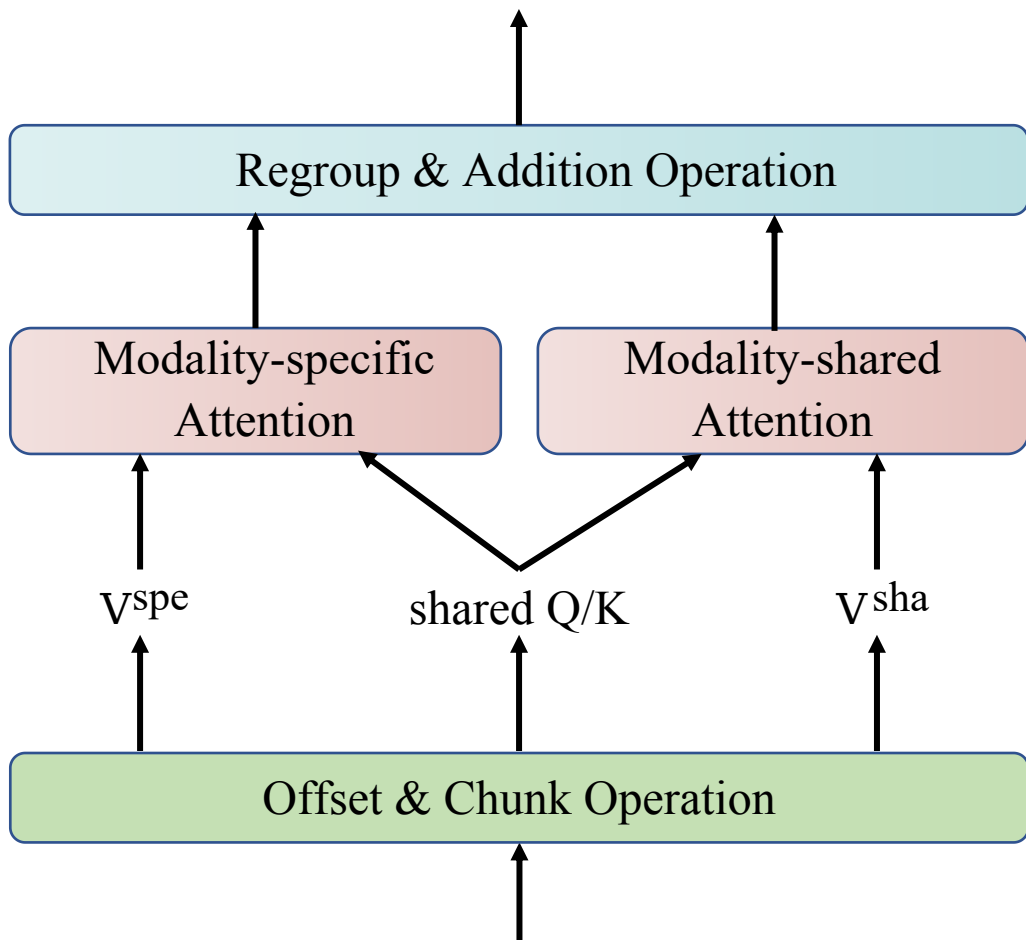 Regroup & Addition Operation
Modality-specific
Attention
Modality-shared
Attention
V^spe
shared Q/K
V^sha
Offset & Chunk Operation